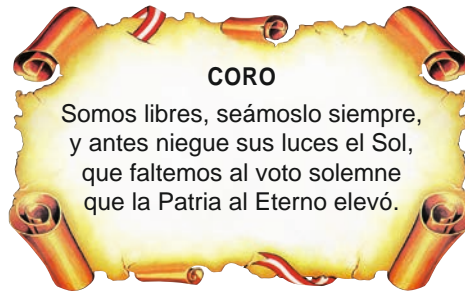 CORO
Somos libres, seámoslo siempre,
y antes niegue sus luces el Sol,
que faltemos al voto solemne
que la Patria al Eterno elevó.